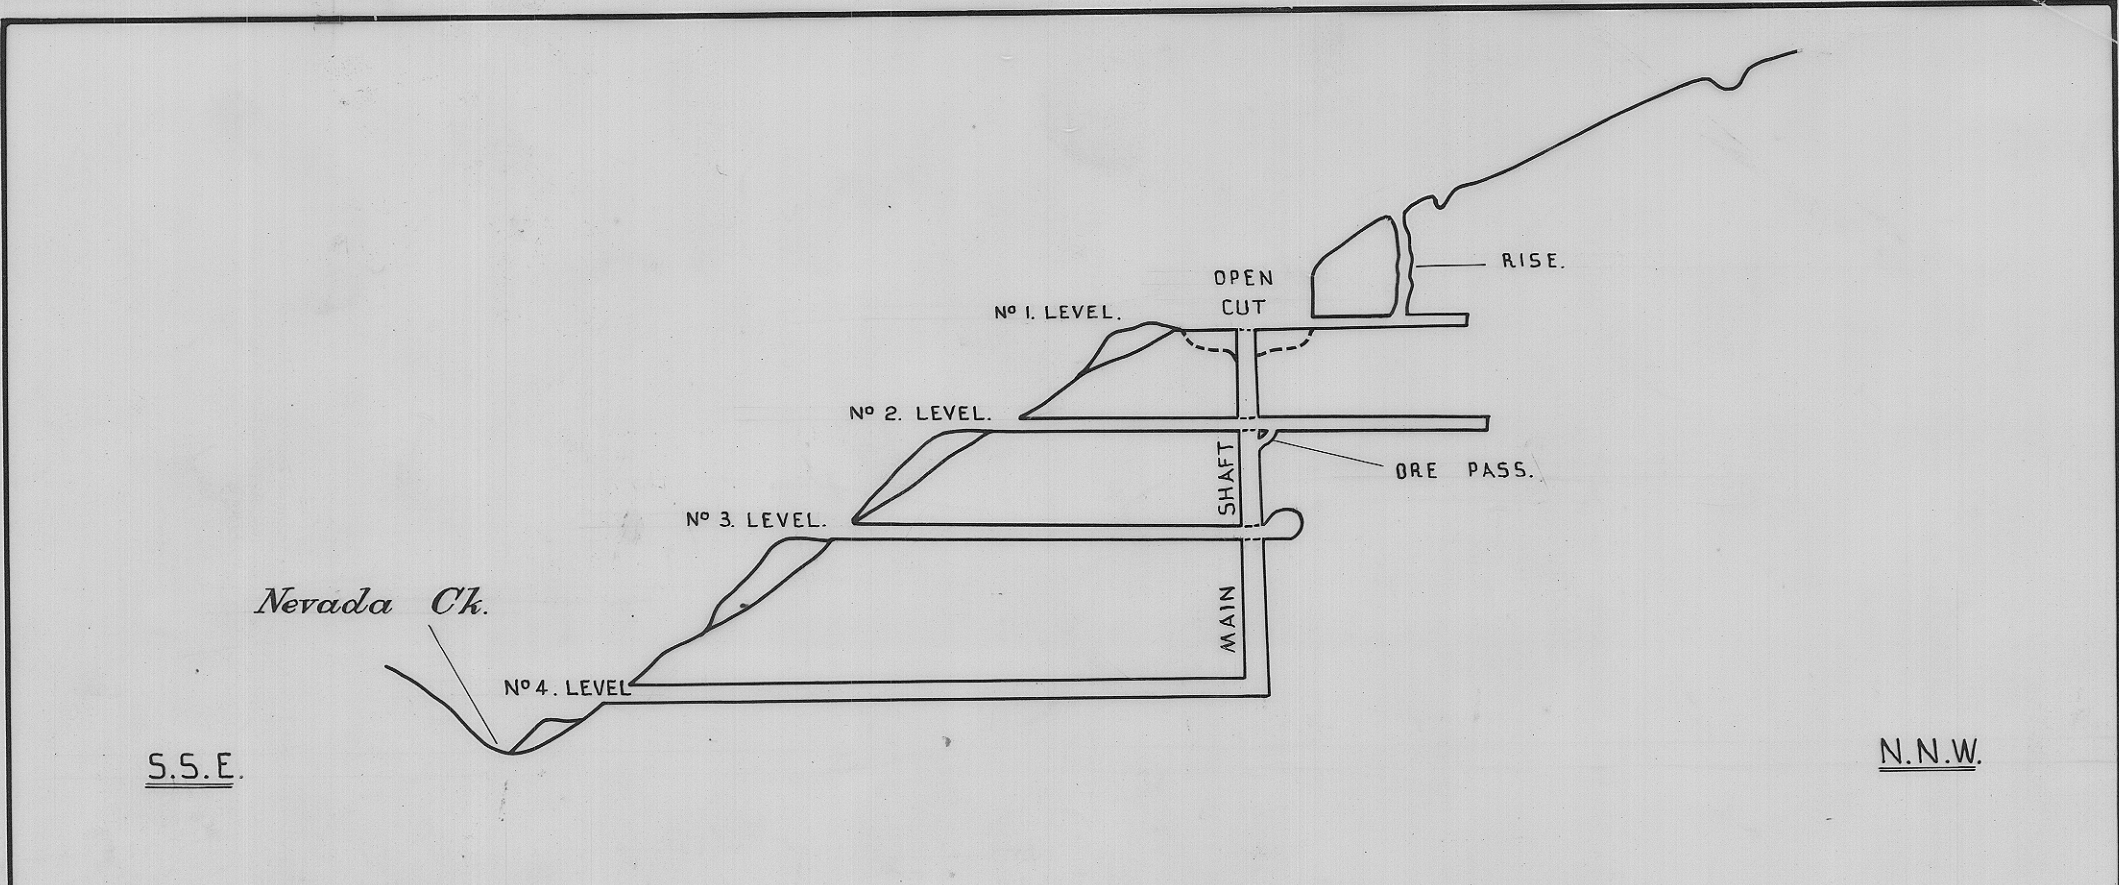 RISE.
OPEN
CUT
Nº 1. LEVEL.
Nº 2. LEVEL.
ORE PASS.
SHAFT
Nº 3. LEVEL.
MAIN
Nevada Ck.
Nº 4. LEVEL
S.S.E.
N.N.W.